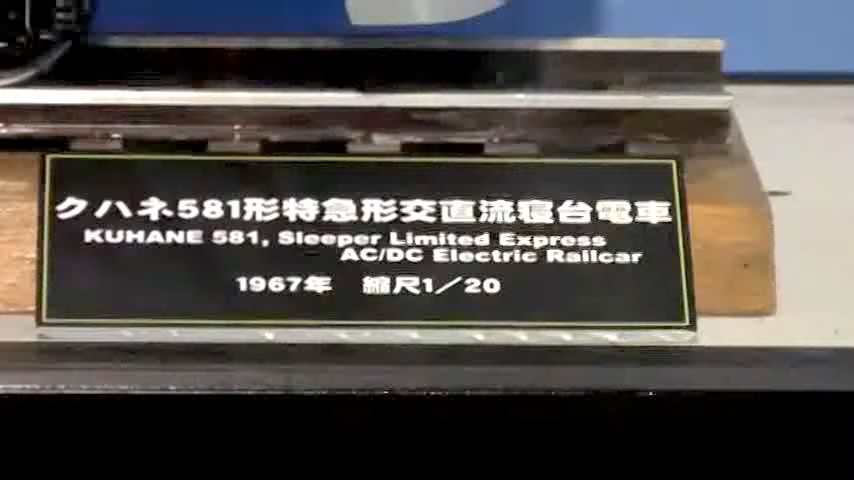 クハネ581形特急形交直流寝台電車
KUHANE 581, Sleeper Limited Express
AC/DC Electric Railcar
1967年 縮尺1／20